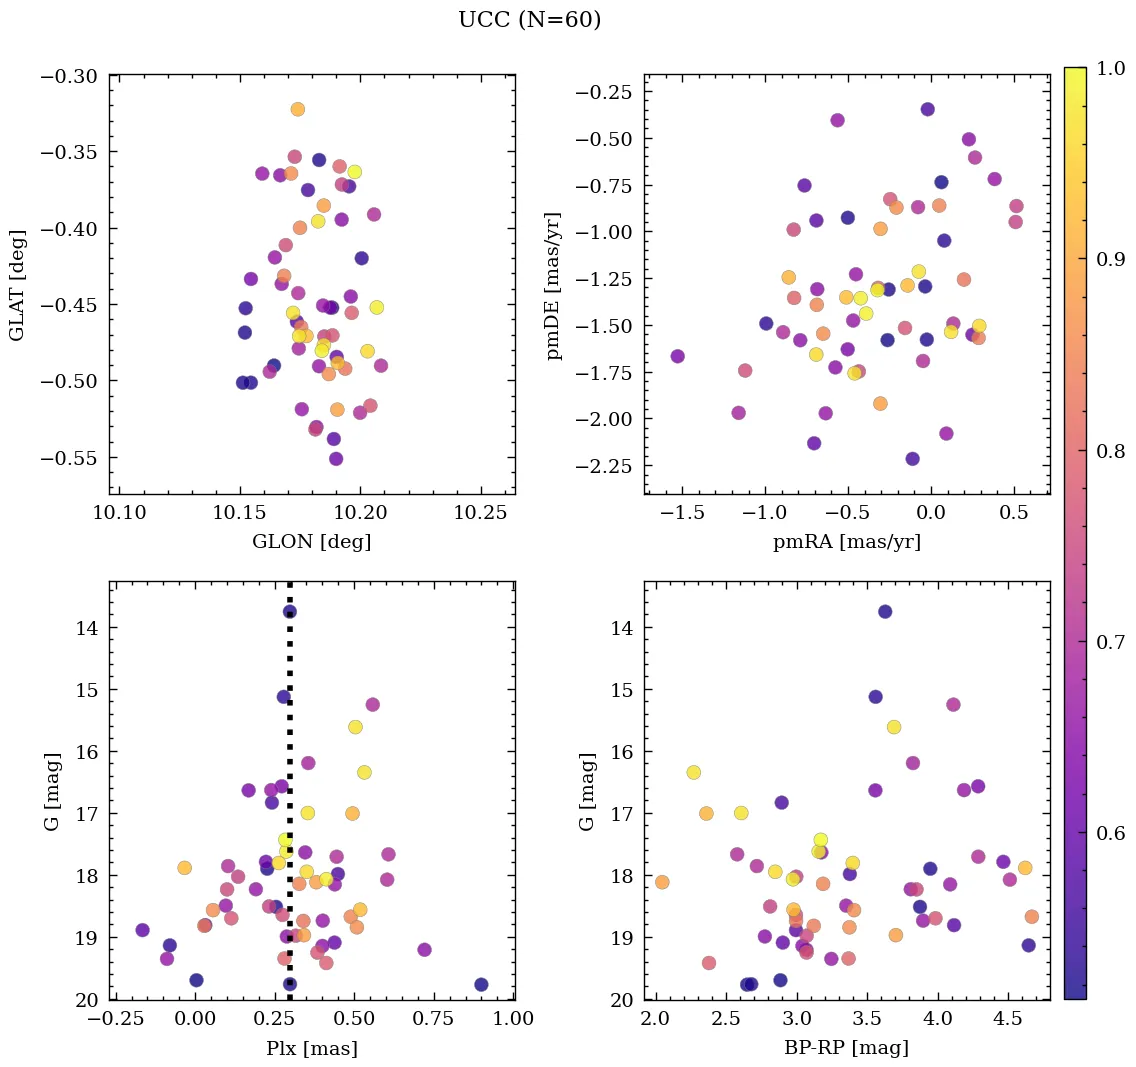 UCC (N=60)
−0.30
−0.35
−0.40
−0.45
−0.50
−0.55
GLAT [deg]
10.10 10.15 10.20 10.25
GLON [deg]
−0.25
−0.50
−0.75
−1.00
−1.25
−1.50
−1.75
−2.00
−2.25
pmDE [mas/yr]
−1.5 −1.0 −0.5 0.0 0.5
pmRA [mas/yr]
14
15
16
17
18
19
20
G [mag]
−0.25 0.00 0.25 0.50 0.75 1.00
Plx [mas]
14
15
16
17
18
19
20
G [mag]
2.0 2.5 3.0 3.5 4.0 4.5
BP-RP [mag]
1.0
0.9
0.8
0.7
0.6